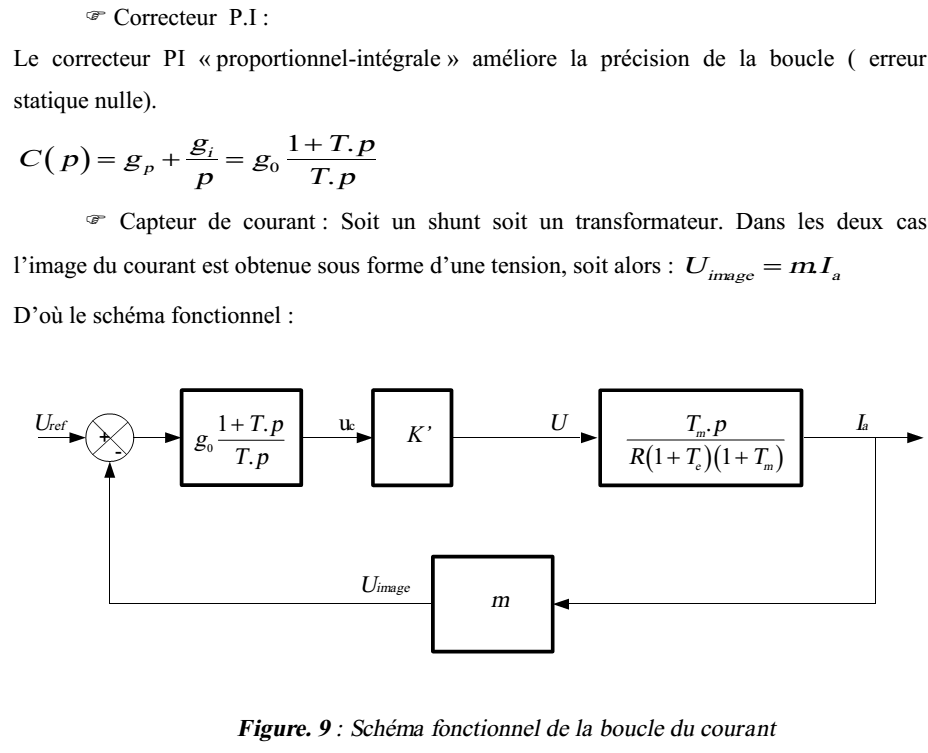 ☞ Correcteur P.I :
Le correcteur PI « proportionnel-intégrale » améliore la précision de la boucle ( erreur
statique nulle).
C(p) = g_p + g_i/p = g_0 (1 + T.p)/(T.p)
☞ Capteur de courant : Soit un shunt soit un transformateur. Dans les deux cas
l’image du courant est obtenue sous forme d’une tension, soit alors : U_image = m.I_a
D’où le schéma fonctionnel :
U_ref + - g_0 (1 + T.p)/(T.p) u_c K’ U T_m.p/(R(1 + T_e)(1 + T_m)) I_a
U_image m
Figure. 9 : Schéma fonctionnel de la boucle du courant